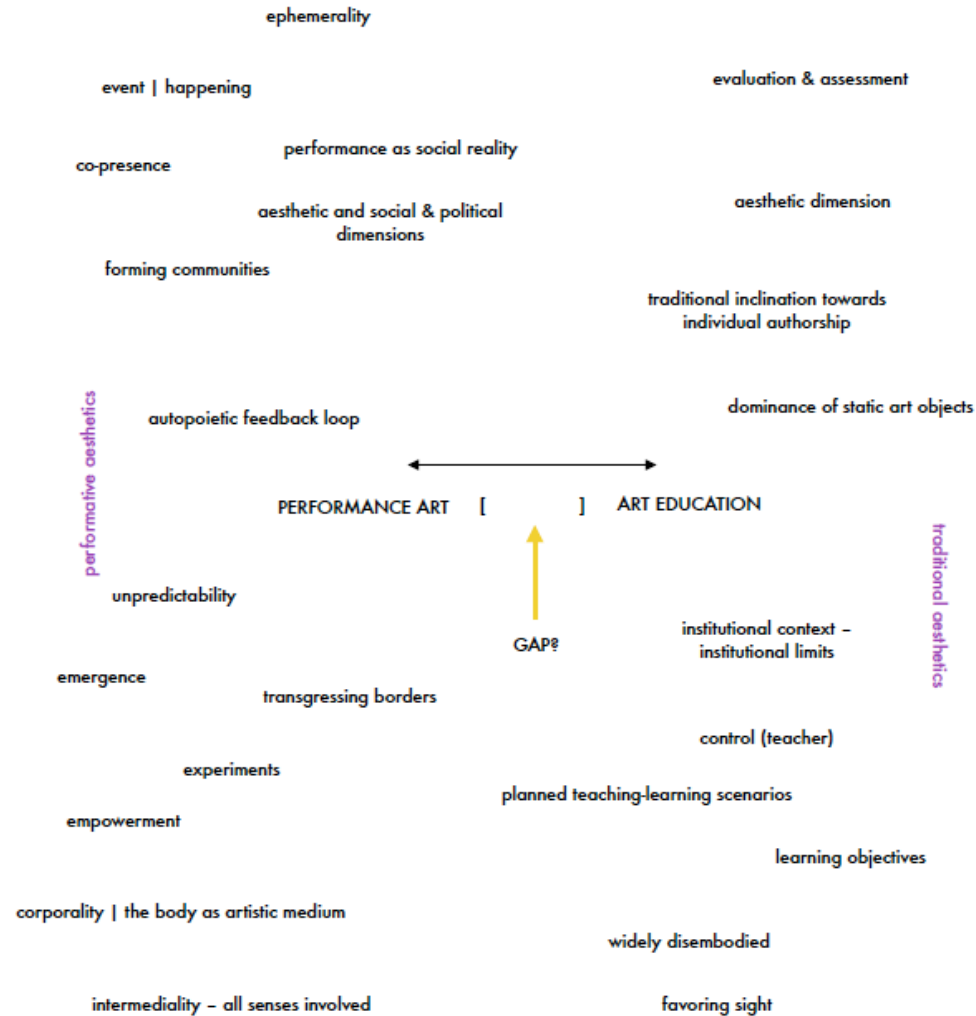 ephemerality
evaluation & assessment
event | happening
performance as social reality
co-presence
aesthetic dimension
aesthetic and social & political
dimensions
forming communities
traditional inclination towards
individual authorship
dominance of static art objects
autopoietic feedback loop
performative aesthetics
PERFORMANCE ART [ ] ART EDUCATION
traditional aesthetics
unpredictability
GAP?
institutional context –
institutional limits
emergence
transgressing borders
control (teacher)
experiments
planned teaching-learning scenarios
empowerment
learning objectives
corporality | the body as artistic medium
widely disembodied
intermediality – all senses involved
favoring sight